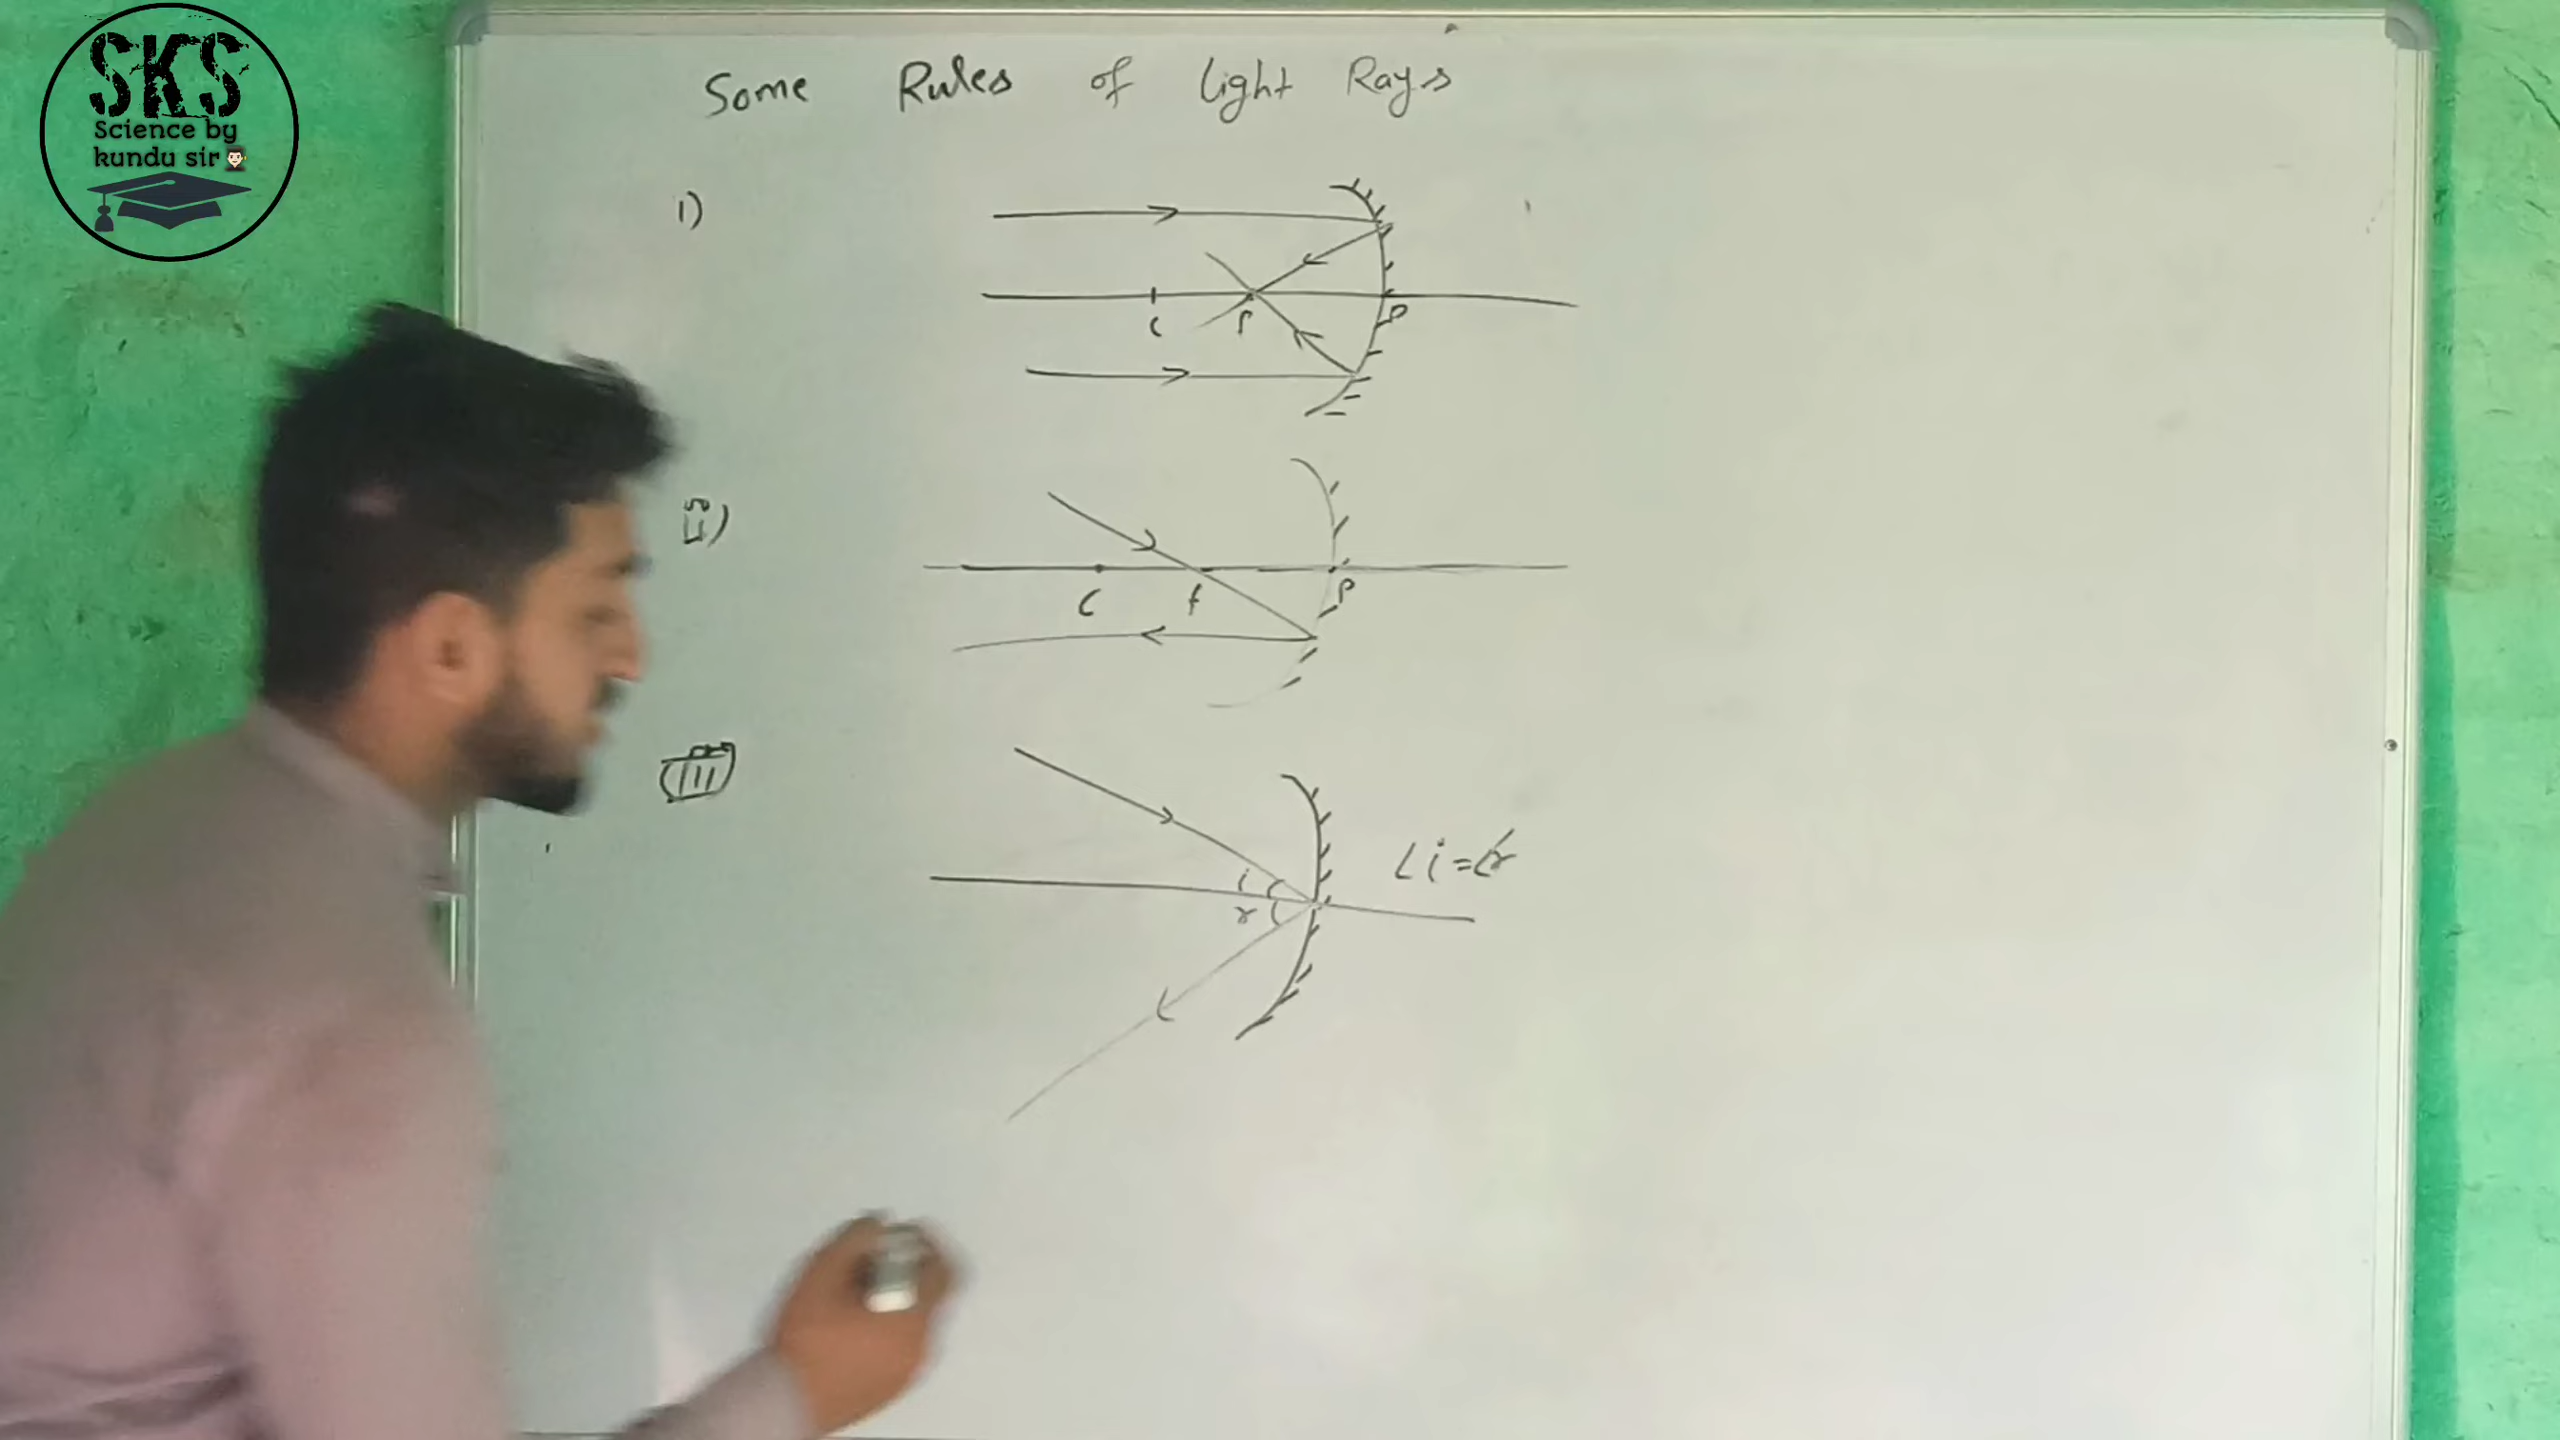 SKS
Science by
kundu sir
Some Rules of light Rays
1)
C F P
ii)
C f P
(iii)
i
r
∠i=∠r